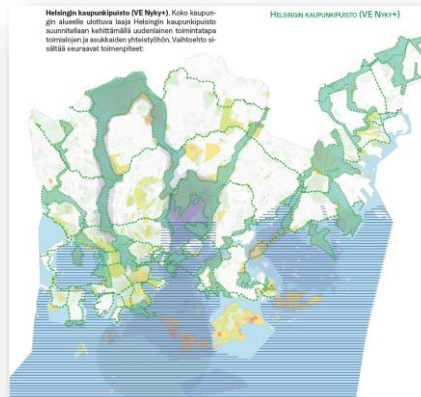 Helsingin kaupunkipuisto (VE Nyky+). Koko kaupun-
gin alueelle ulottuva laaja Helsingin kaupunkipuisto
suunnitellaan kehittämällä uudenlainen toimintatapa
toimialojen ja asukkaiden yhteistyöhön. Vaihtoehto si-
sältää seuraavat toimenpiteet:
HELSINGIN KAUPUNKIPUISTO (VE NYKY+)